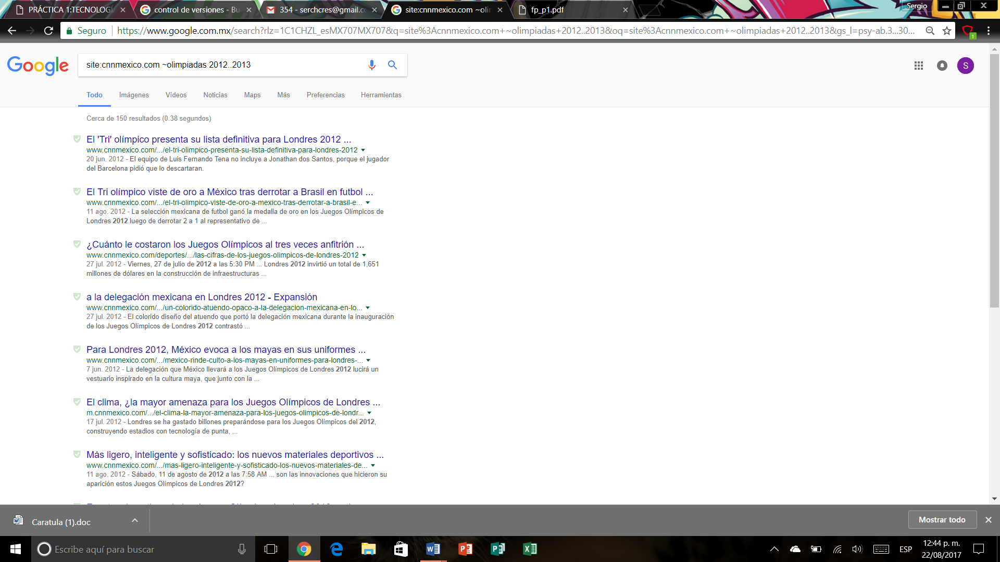 PRÁCTICA 1:TECNOLOG
control de versiones - Bu
354 - serchcres@gmail.c
site:cnnmexico.com ~olin
fp_p1.pdf
Sergio
Seguro
https://www.google.com.mx/search?rlz=1C1CHZL_esMX707MX707&q=site%3Acnnmexico.com+~olimpiadas+2012..2013&oq=site%3Acnnmexico.com+~olimpiadas+2012..2013&gs_l=psy-ab.3...30...
1
Google
site:cnnmexico.com ~olimpiadas 2012..2013
S
Todo
Imágenes
Vídeos
Noticias
Maps
Más
Preferencias
Herramientas
Cerca de 150 resultados (0.38 segundos)
El 'Tri' olímpico presenta su lista definitiva para Londres 2012 ...
www.cnnmexico.com/.../el-tri-olimpico-presenta-su-lista-definitiva-para-londres-2012
20 jun. 2012 - El equipo de Luis Fernando Tena no incluye a Jonathan dos Santos, porque el jugador
del Barcelona pidió que lo descartaran.
El Tri olímpico viste de oro a México tras derrotar a Brasil en futbol ...
www.cnnmexico.com/.../el-tri-olimpico-viste-de-oro-a-mexico-tras-derrotar-a-brasil-e...
11 ago. 2012 - La selección mexicana de futbol ganó la medalla de oro en los Juegos Olímpicos de
Londres 2012 luego de derrotar 2 a 1 al representativo de ...
¿Cuánto le costaron los Juegos Olímpicos al tres veces anfitrión ...
www.cnnmexico.com/deportes/.../las-cifras-de-los-juegos-olimpicos-de-londres-2012
27 jul. 2012 - Viernes, 27 de julio de 2012 a las 5:30 PM ... Londres 2012 invirtió un total de 1,651
millones de dólares en la construcción de infraestructuras ...
a la delegación mexicana en Londres 2012 - Expansión
www.cnnmexico.com/.../un-colorido-atuendo-opaco-a-la-delegacion-mexicana-en-lo...
27 jul. 2012 - El colorido diseño del atuendo que portó la delegación mexicana durante la inauguración
de los Juegos Olímpicos de Londres 2012 contrastó ...
Para Londres 2012, México evoca a los mayas en sus uniformes ...
www.cnnmexico.com/.../mexico-rinde-culto-a-los-mayas-en-uniformes-para-londres-...
7 jun. 2012 - La delegación que México llevará a los Juegos Olímpicos de Londres 2012 lucirá un
vestuario inspirado en la cultura maya, que junto con la ...
El clima, ¿la mayor amenaza para los Juegos Olímpicos de Londres ...
m.cnnmexico.com/.../el-clima-la-mayor-amenaza-para-los-juegos-olimpicos-de-londr...
17 jul. 2012 - Londres se ha gastado billones preparándose para los Juegos Olímpicos del 2012,
construyendo estadios con tecnología de punta, ...
Más ligero, inteligente y sofisticado: los nuevos materiales deportivos ...
www.cnnmexico.com/.../mas-ligero-inteligente-y-sofisticado-los-nuevos-materiales-de...
11 ago. 2012 - Sábado, 11 de agosto de 2012 a las 7:58 AM ... son las innovaciones que hicieron su
aparición estos Juegos Olímpicos de Londres 2012?
Caratula (1).doc
Mostrar todo
Escribe aquí para buscar
ESP
12:44 p. m.
22/08/2017